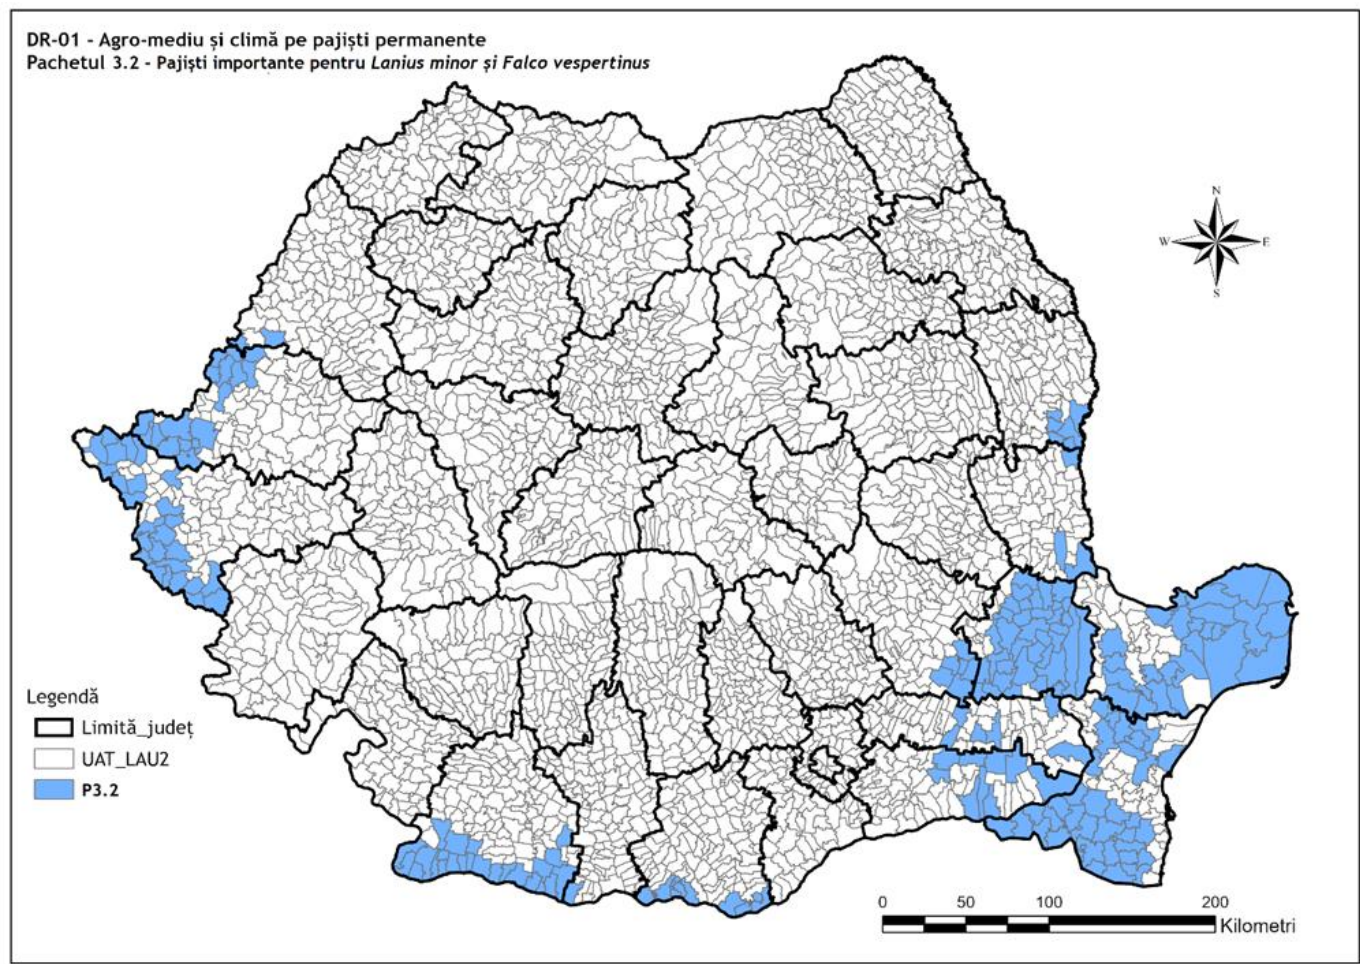 DR-01 - Agro-mediu și climă pe pajiști permanente
Pachetul 3.2 - Pajiști importante pentru Lanius minor și Falco vespertinus
N
W E
S
Legendă
Limită_județ
UAT_LAU2
P3.2
0 50 100 200
Kilometri